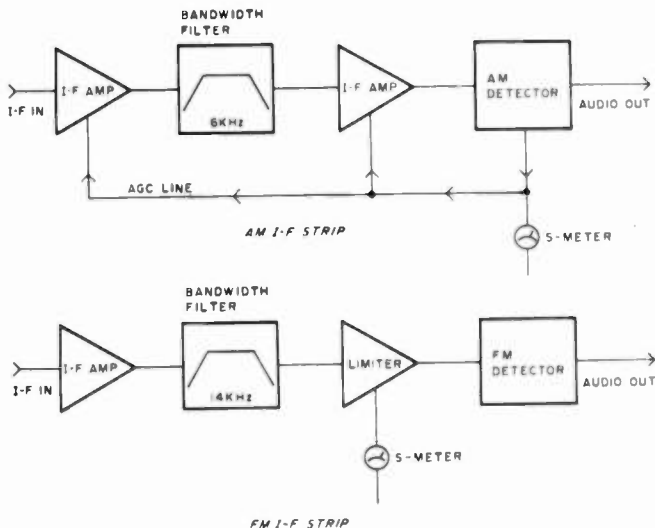 BANDWIDTH
FILTER
I-F AMP
I-F AMP
AM
DETECTOR
I-F IN
6KHz
AUDIO OUT
AGC LINE
AM I-F STRIP
S-METER
BANDWIDTH
FILTER
I-F AMP
LIMITER
FM
DETECTOR
I-F IN
14KHz
AUDIO OUT
S-METER
FM I-F STRIP